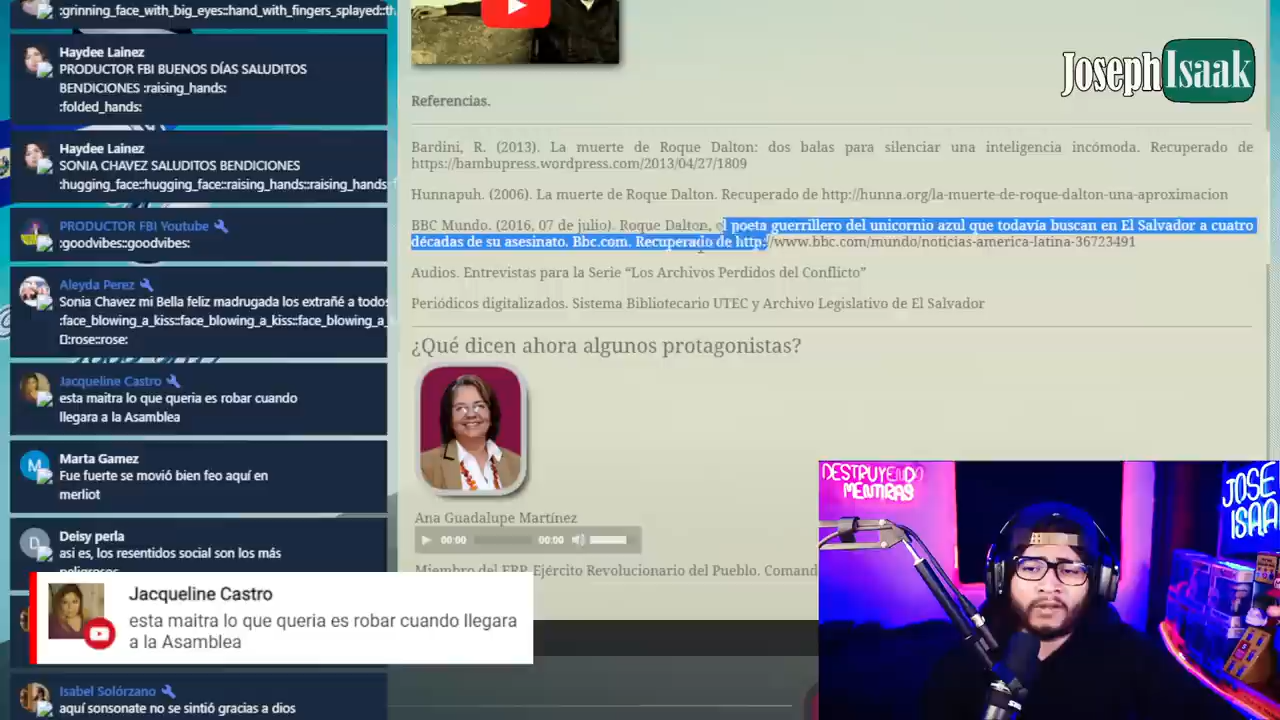 :grinning_face_with_big_eyes::hand_with_fingers_splayed::th
Haydee Lainez
PRODUCTOR FBI BUENOS DÍAS SALUDITOS
BENDICIONES :raising_hands:
:folded_hands:
Haydee Lainez
SONIA CHAVEZ SALUDITOS BENDICIONES
:hugging_face::hugging_face::raising_hands::raising_hands:
PRODUCTOR FBI Youtube
:goodvibes::goodvibes:
Aleyda Perez
Sonia Chavez mi Bella feliz madrugada los extrañé a todos
:face_blowing_a_kiss::face_blowing_a_kiss::face_blowing_a_
:rose::rose:
Jacqueline Castro
esta maitra lo que queria es robar cuando
llegara a la Asamblea
M
Marta Gamez
Fue fuerte se movió bien feo aquí en
merliot
D
Deisy perla
asi es, los resentidos social son los más
peligrosos
Jacqueline Castro
esta maitra lo que queria es robar cuando llegara
a la Asamblea
Isabel Solórzano
aquí sonsonate no se sintió gracias a dios
Joseph Isaak
Referencias.
Bardini, R. (2013). La muerte de Roque Dalton: dos balas para silenciar una inteligencia incómoda. Recuperado de
https://bambupress.wordpress.com/2013/04/27/1809
Hunnapuh. (2006). La muerte de Roque Dalton. Recuperado de http://hunna.org/la-muerte-de-roque-dalton-una-aproximacion
BBC Mundo. (2016, 07 de julio). Roque Dalton, el poeta guerrillero del unicornio azul que todavía buscan en El Salvador a cuatro
décadas de su asesinato. Bbc.com. Recuperado de http://www.bbc.com/mundo/noticias-america-latina-36723491
Audios. Entrevistas para la Serie “Los Archivos Perdidos del Conflicto”
Periódicos digitalizados. Sistema Bibliotecario UTEC y Archivo Legislativo de El Salvador
¿Qué dicen ahora algunos protagonistas?
Ana Guadalupe Martínez
00:00 00:00
Miembro del ERP, Ejército Revolucionario del Pueblo. Comand
DESTRUYENDO
MENTIRAS
JOSE
ISAA